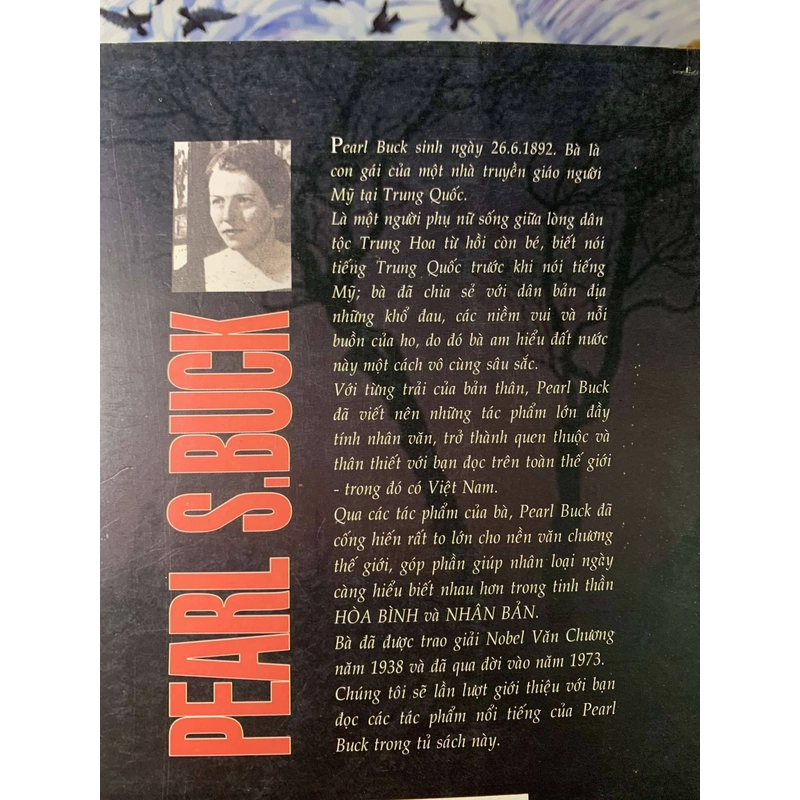 PEARL S.BUCK
Pearl Buck sinh ngày 26.6.1892. Bà là
con gái của một nhà truyền giáo người
Mỹ tại Trung Quốc.
Là một người phụ nữ sống giữa lòng dân
tộc Trung Hoa từ hồi còn bé, biết nói
tiếng Trung Quốc trước khi nói tiếng
Mỹ; bà đã chia sẻ với dân bản địa
những khổ đau, các niềm vui và nỗi
buồn của họ, do đó bà am hiểu đất nước
này một cách vô cùng sâu sắc.
Với từng trải của bản thân, Pearl Buck
đã viết nên những tác phẩm lớn đầy
tính nhân văn, trở thành quen thuộc và
thân thiết với bạn đọc trên toàn thế giới
- trong đó có Việt Nam.
Qua các tác phẩm của bà, Pearl Buck đã
cống hiến rất to lớn cho nền văn chương
thế giới, góp phần giúp nhân loại ngày
càng hiểu biết nhau hơn trong tinh thần
HÒA BÌNH và NHÂN BẢN.
Bà đã được trao giải Nobel Văn Chương
năm 1938 và đã qua đời vào năm 1973.
Chúng tôi sẽ lần lượt giới thiệu với bạn
đọc các tác phẩm nổi tiếng của Pearl
Buck trong tủ sách này.